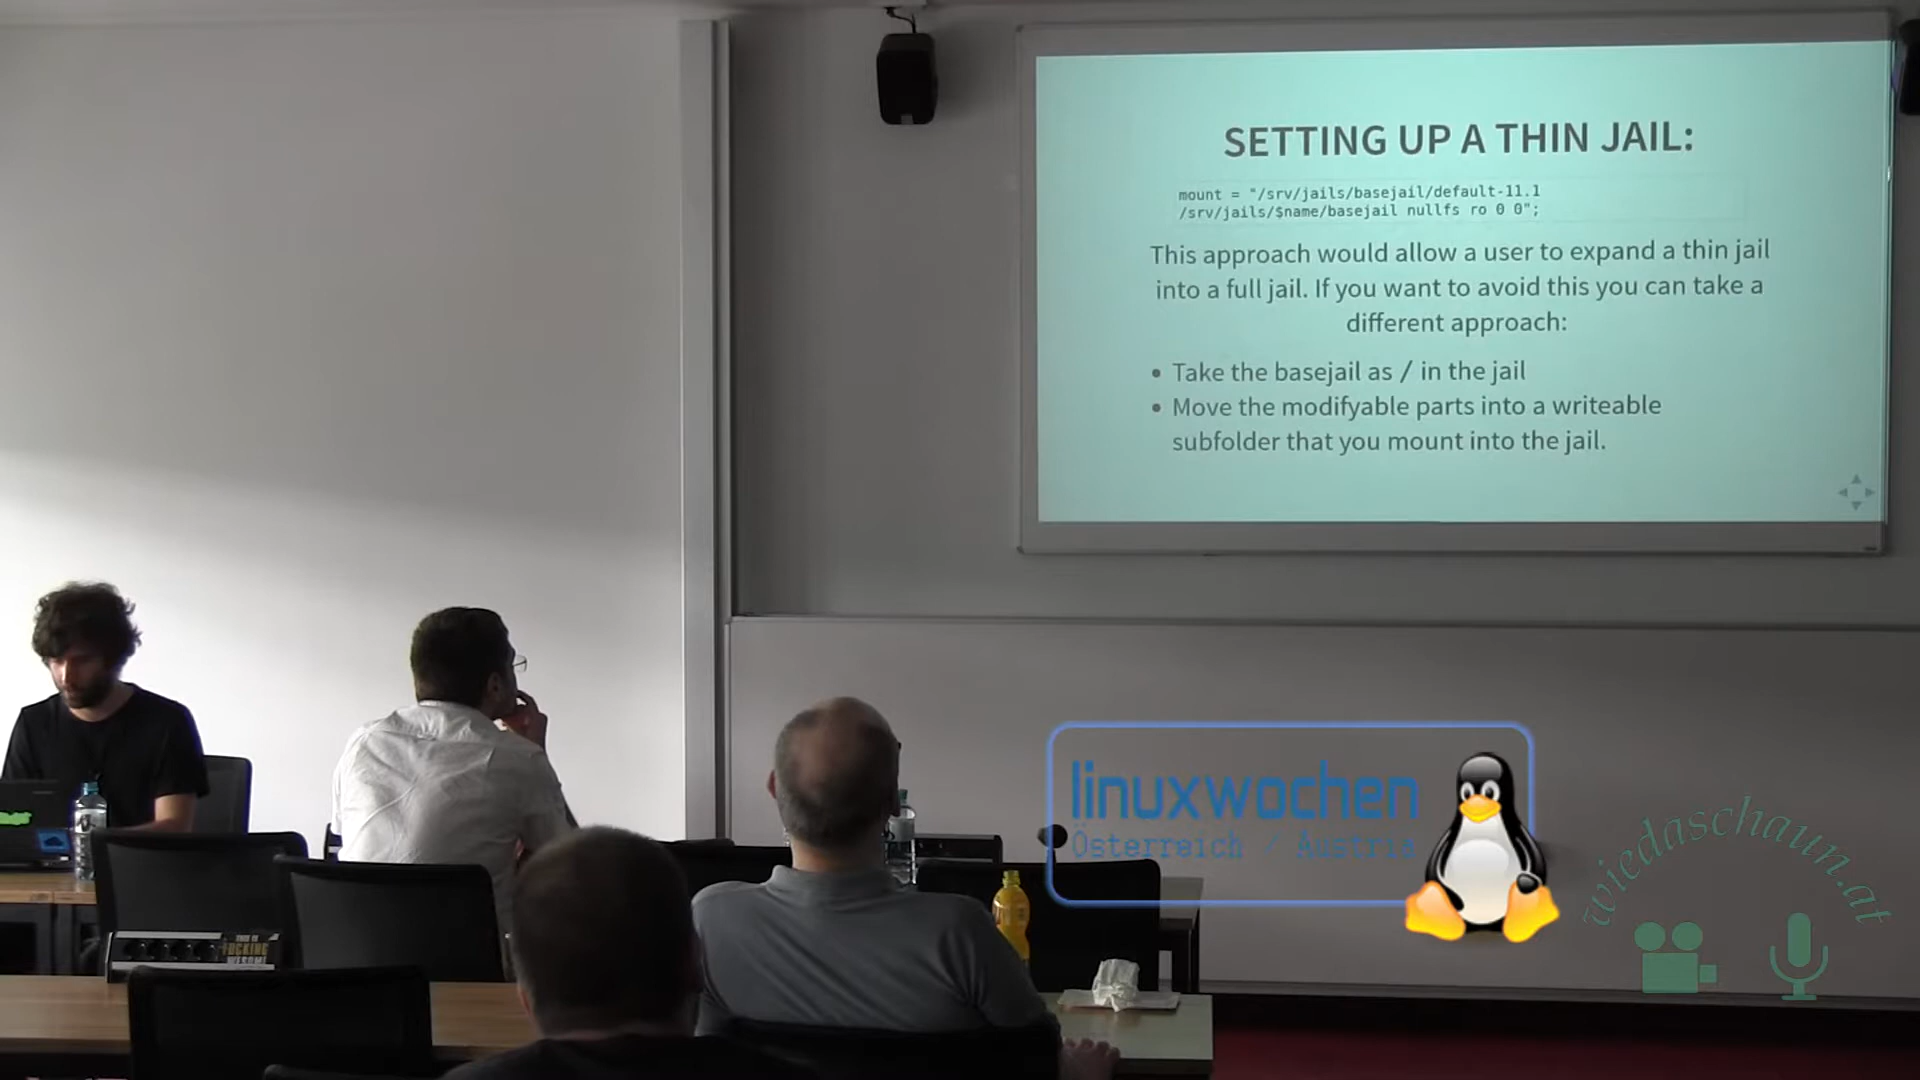 SETTING UP A THIN JAIL:
mount = "/srv/jails/basejail/default-11.1
/srv/jails/$name/basejail nullfs ro 0 0";
This approach would allow a user to expand a thin jail
into a full jail. If you want to avoid this you can take a
different approach:
• Take the basejail as / in the jail
• Move the modifyable parts into a writeable
subfolder that you mount into the jail.
linuxwochen
Österreich / Austria
wiedaschaun.at
THIS IS
FUCKING